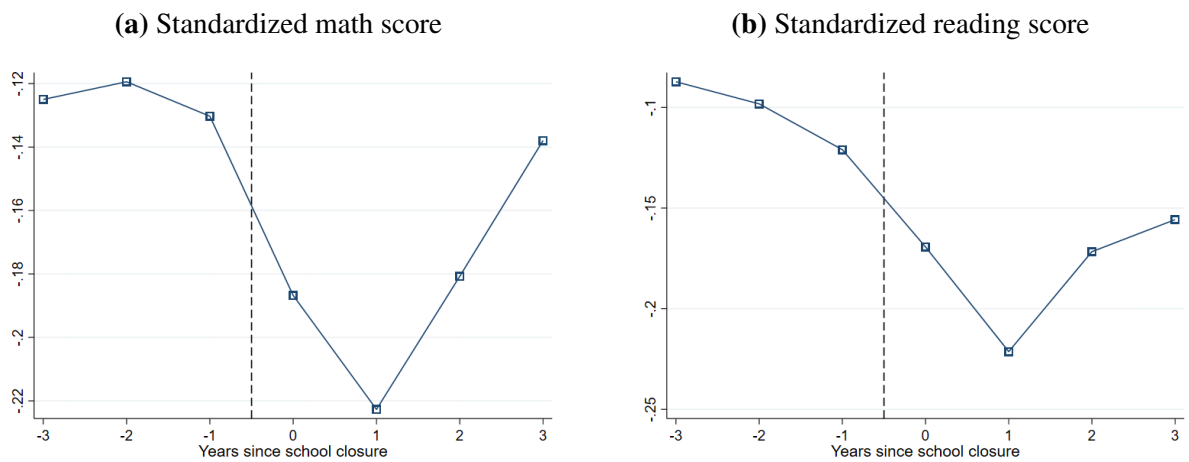 (a) Standardized math score
-.12
-.14
-.16
-.18
-.2
-.22
-3 -2 -1 0 1 2 3
Years since school closure
(b) Standardized reading score
-.1
-.15
-.2
-.25
-3 -2 -1 0 1 2 3
Years since school closure